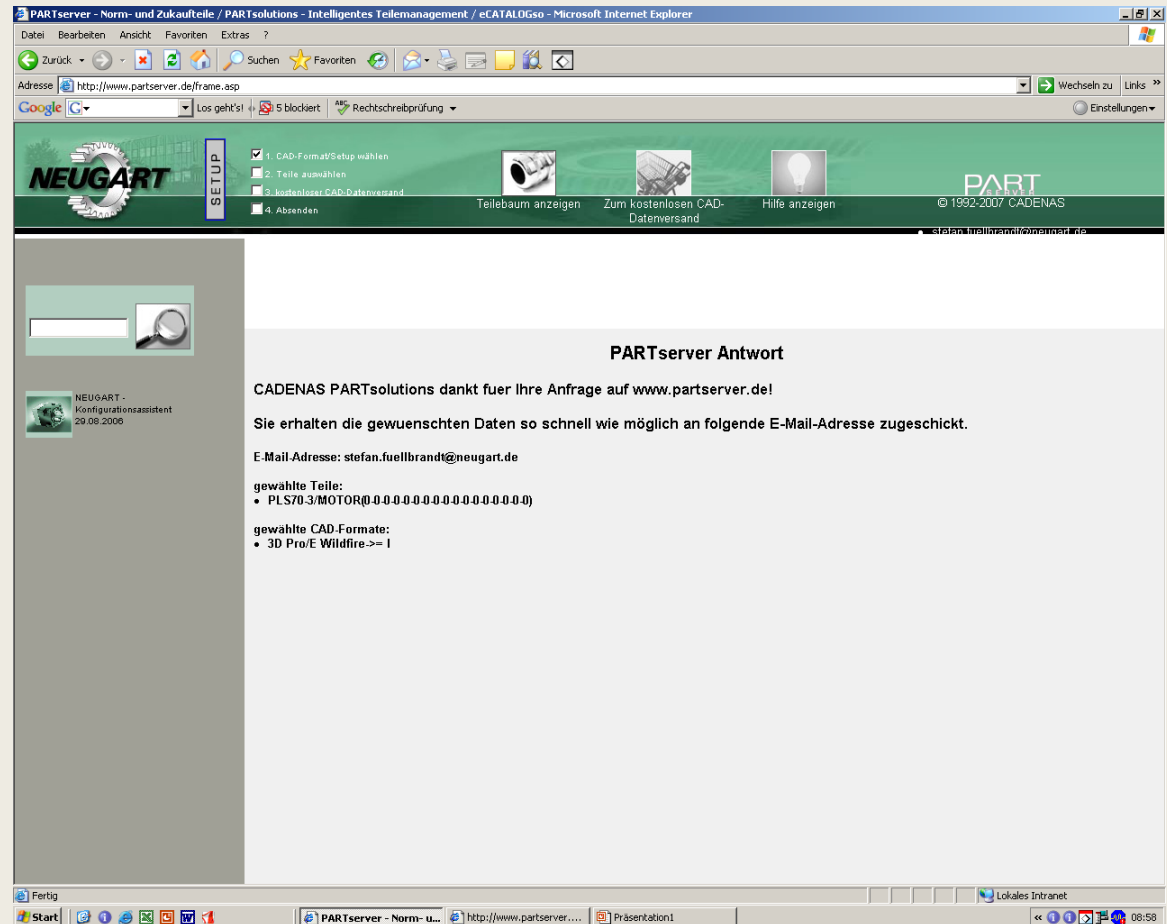 PARTserver - Norm- und Zukaufteile / PARTsolutions - Intelligentes Teilemanagement / eCATALOGso - Microsoft Internet Explorer
Datei Bearbeiten Ansicht Favoriten Extras ?
Zurück Suchen Favoriten
Adresse http://www.partserver.de/frame.asp Wechseln zu Links »
Google G Los geht's! 5 blockiert ABC Rechtschreibprüfung Einstellungen
NEUGART
SETUP
1. CAD-Format/Setup wählen
2. Teile auswählen
3. kostenloser CAD-Datenversand
4. Absenden
Teilebaum anzeigen
Zum kostenlosen CAD-
Datenversand
Hilfe anzeigen
PART
SERVER
© 1992-2007 CADENAS
• stefan.fuellbrandt@neugart.de
NEUGART -
Konfigurationsassistent
29.08.2006
PARTserver Antwort
CADENAS PARTsolutions dankt fuer Ihre Anfrage auf www.partserver.de!
Sie erhalten die gewuenschten Daten so schnell wie möglich an folgende E-Mail-Adresse zugeschickt.
E-Mail-Adresse: stefan.fuellbrandt@neugart.de
gewählte Teile:
• PLS70-3/MOTOR(0-0-0-0-0-0-0-0-0-0-0-0-0-0-0-0-0)
gewählte CAD-Formate:
• 3D Pro/E Wildfire->= I
Fertig Lokales Intranet
Start PARTserver - Norm- u... http://www.partserver.... Präsentation1 « 08:58